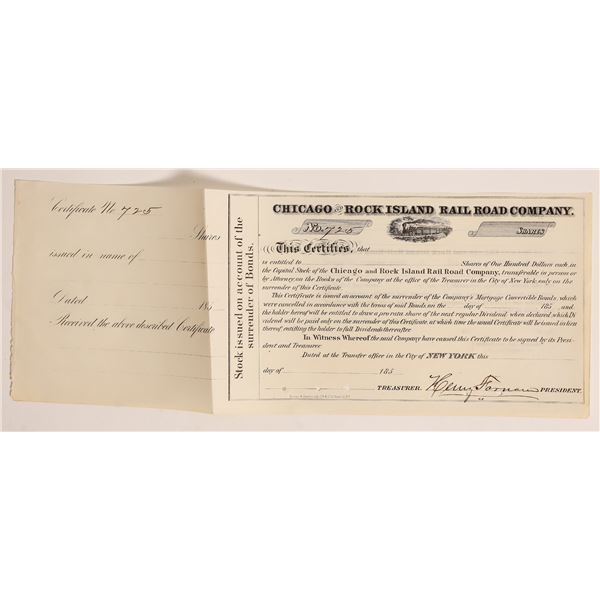 Certificate No 725
Shares
issued in name of
Dated 185
Received the above described Certificate
Stock issued on account of the
surrender of Bonds.
CHICAGO AND ROCK ISLAND RAIL ROAD COMPANY.
No. 725 SHARES
This Certifies, that
is entitled to Shares of One Hundred Dollars each, in
the Capital Stock of the Chicago and Rock Island Rail Road Company, transferable in person or
by Attorney, on the Books of the Company at the office of the Treasurer in the City of New York, only on the
surrender of this Certificate.
This Certificate is issued on account of the surrender of the Company's Mortgage Convertible Bonds, which
were cancelled in accordance with the terms of said Bonds, on the day of 185 and,
the holder hereof will be entitled to draw a pro rata share of the next regular Dividend, when declared which Di
vidend will be paid only on the surrender of this Certificate at which time the usual Certificate will be issued in lieu
thereof, entitling the holder to full Dividends thereafter.
In Witness Whereof the said Company have caused this Certificate to be signed by its Presi
dent and Treasurer
Dated at the Transfer office in the City of NEW YORK this
day of 185
TREASURER. Henry Farnam PRESIDENT.